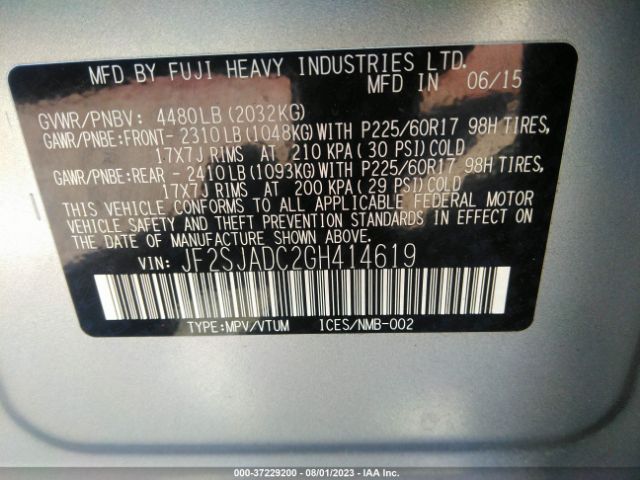 MFD BY FUJI HEAVY INDUSTRIES LTD.
MFD IN 06/15
GVWR/PNBV: 4480LB(2032KG)
GAWR/PNBE:FRONT- 2310LB(1048KG)WITH P225/60R17 98H TIRES,
17X7J RIMS AT 210 KPA(30 PSI)COLD
GAWR/PNBE:REAR - 2410LB(1093KG)WITH P225/60R17 98H TIRES,
17X7J RIMS AT 200 KPA(29 PSI)COLD
THIS VEHICLE CONFORMS TO ALL APPLICABLE FEDERAL MOTOR
VEHICLE SAFETY AND THEFT PREVENTION STANDARDS IN EFFECT ON
THE DATE OF MANUFACTURE SHOWN ABOVE.
VIN: JF2SJADC2GH414619
TYPE:MPV/VTUM ICES/NMB-002
000-37229200 - 08/01/2023 - IAA Inc.